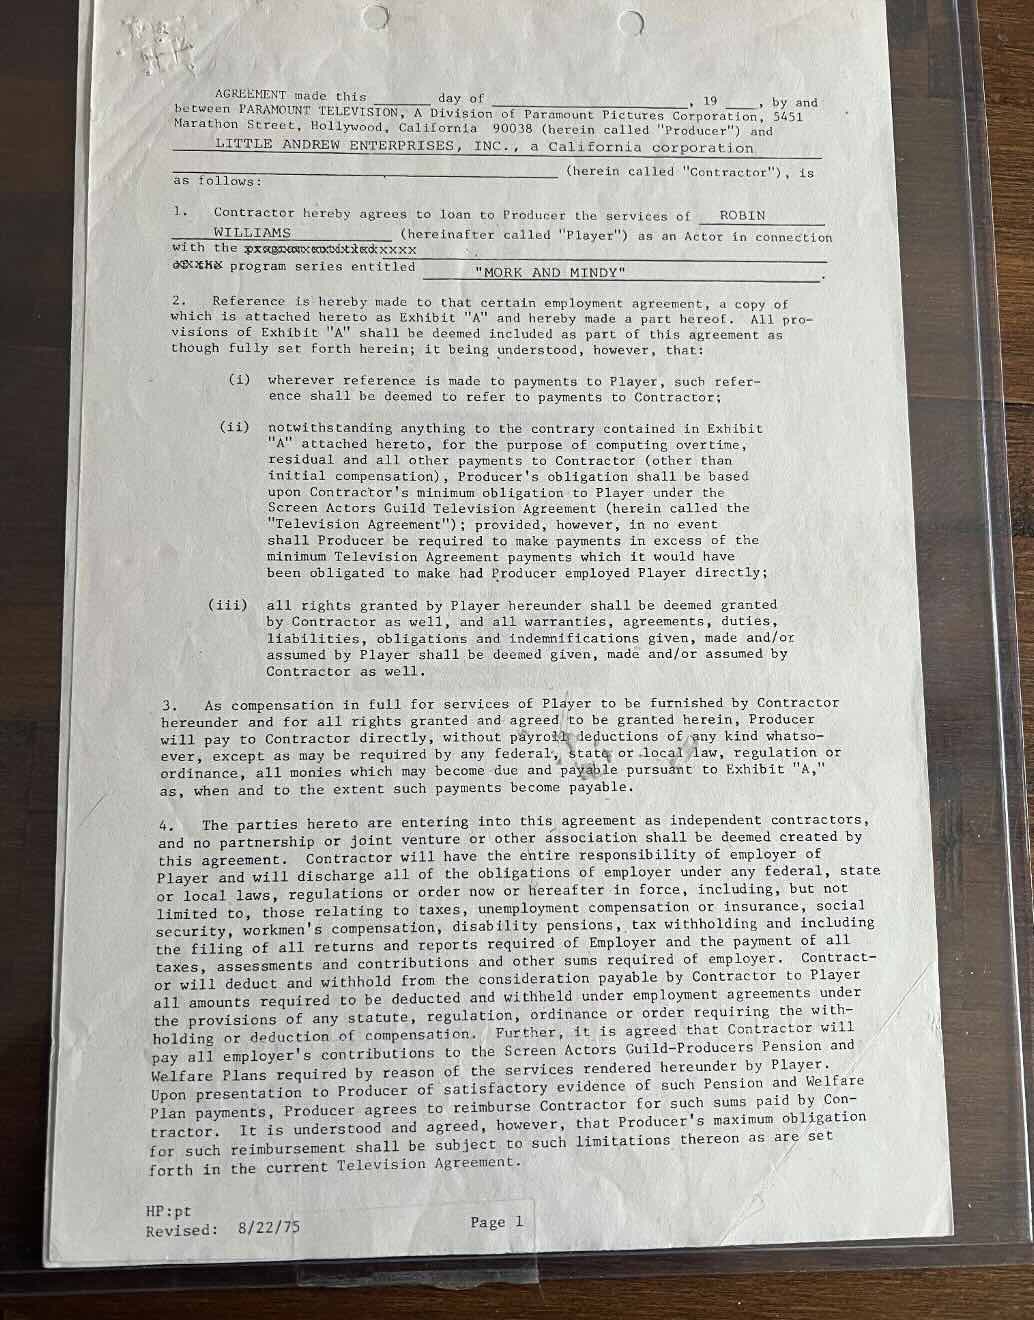 AGREEMENT made this ______ day of ____________________, 19 ___, by and
between PARAMOUNT TELEVISION, A Division of Paramount Pictures Corporation, 5451
Marathon Street, Hollywood, California 90038 (herein called "Producer") and
LITTLE ANDREW ENTERPRISES, INC., a California corporation
(herein called "Contractor"), is
as follows:
1. Contractor hereby agrees to loan to Producer the services of ROBIN
WILLIAMS (hereinafter called "Player") as an Actor in connection
with the
program series entitled "MORK AND MINDY".
2. Reference is hereby made to that certain employment agreement, a copy of
which is attached hereto as Exhibit "A" and hereby made a part hereof. All pro-
visions of Exhibit "A" shall be deemed included as part of this agreement as
though fully set forth herein; it being understood, however, that:
(i) wherever reference is made to payments to Player, such refer-
ence shall be deemed to refer to payments to Contractor;
(ii) notwithstanding anything to the contrary contained in Exhibit
"A" attached hereto, for the purpose of computing overtime,
residual and all other payments to Contractor (other than
initial compensation), Producer's obligation shall be based
upon Contractor's minimum obligation to Player under the
Screen Actors Guild Television Agreement (herein called the
"Television Agreement"); provided, however, in no event
shall Producer be required to make payments in excess of the
minimum Television Agreement payments which it would have
been obligated to make had Producer employed Player directly;
(iii) all rights granted by Player hereunder shall be deemed granted
by Contractor as well, and all warranties, agreements, duties,
liabilities, obligations and indemnifications given, made and/or
assumed by Player shall be deemed given, made and/or assumed by
Contractor as well.
3. As compensation in full for services of Player to be furnished by Contractor
hereunder and for all rights granted and agreed to be granted herein, Producer
will pay to Contractor directly, without payroll deductions of any kind whatso-
ever, except as may be required by any federal, state or local law, regulation or
ordinance, all monies which may become due and payable pursuant to Exhibit "A,"
as, when and to the extent such payments become payable.
4. The parties hereto are entering into this agreement as independent contractors,
and no partnership or joint venture or other association shall be deemed created by
this agreement. Contractor will have the entire responsibility of employer of
Player and will discharge all of the obligations of employer under any federal, state
or local laws, regulations or order now or hereafter in force, including, but not
limited to, those relating to taxes, unemployment compensation or insurance, social
security, workmen's compensation, disability pensions, tax withholding and including
the filing of all returns and reports required of Employer and the payment of all
taxes, assessments and contributions and other sums required of employer. Contract-
or will deduct and withhold from the consideration payable by Contractor to Player
all amounts required to be deducted and withheld under employment agreements under
the provisions of any statute, regulation, ordinance or order requiring the with-
holding or deduction of compensation. Further, it is agreed that Contractor will
pay all employer's contributions to the Screen Actors Guild-Producers Pension and
Welfare Plans required by reason of the services rendered hereunder by Player.
Upon presentation to Producer of satisfactory evidence of such Pension and Welfare
Plan payments, Producer agrees to reimburse Contractor for such sums paid by Con-
tractor. It is understood and agreed, however, that Producer's maximum obligation
for such reimbursement shall be subject to such limitations thereon as are set
forth in the current Television Agreement.
HP:pt
Revised: 8/22/75 Page 1